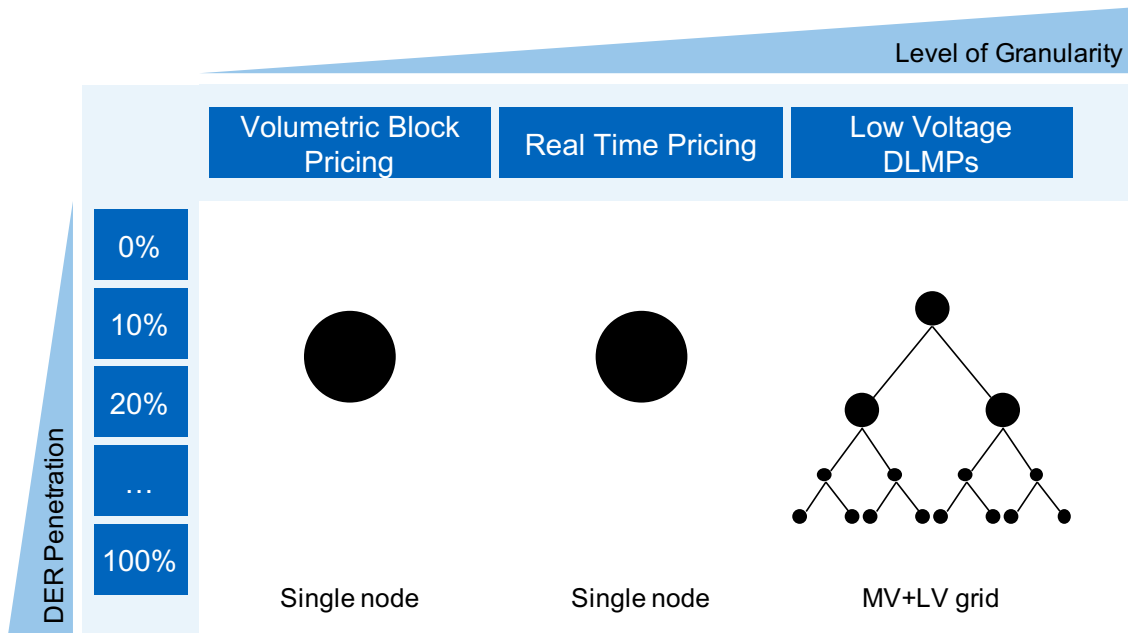 Level of Granularity
Volumetric Block
Pricing
Real Time Pricing
Low Voltage
DLMPs
DER Penetration
0%
10%
20%
…
100%
Single node
Single node
MV+LV grid